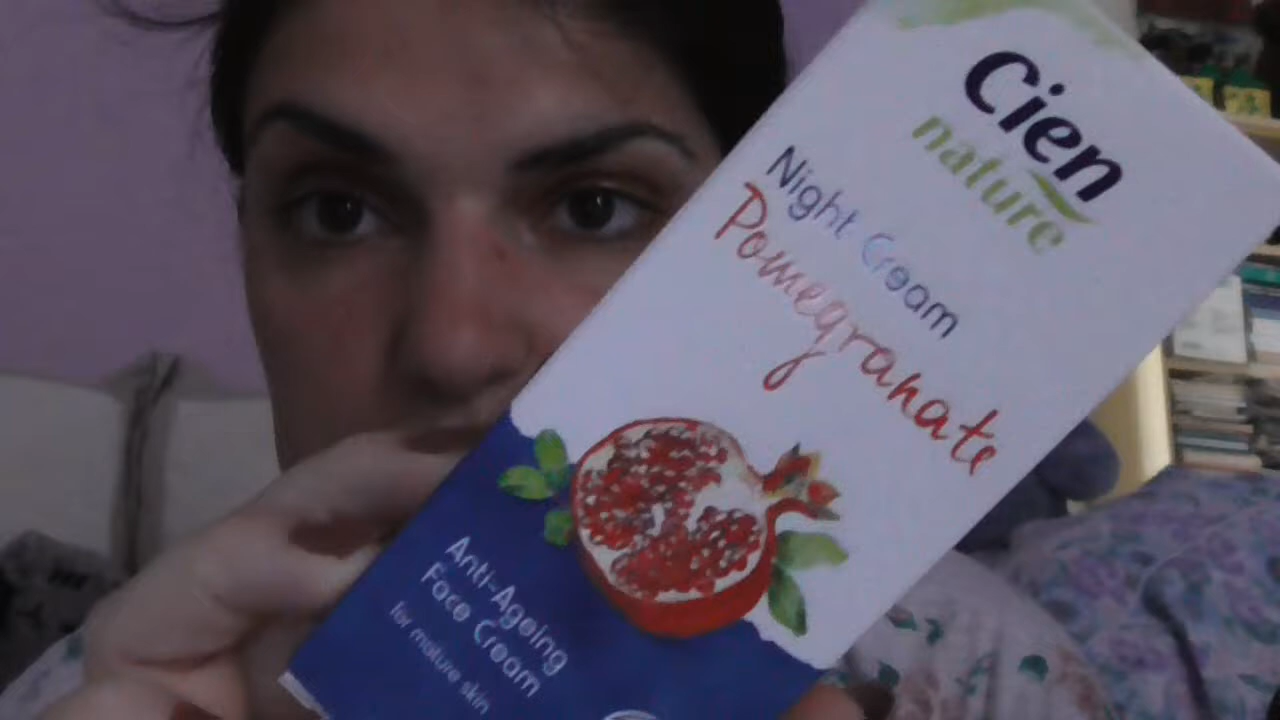 Cien
nature
Night Cream
Pomegranate
Anti-Ageing
Face Cream
for mature skin